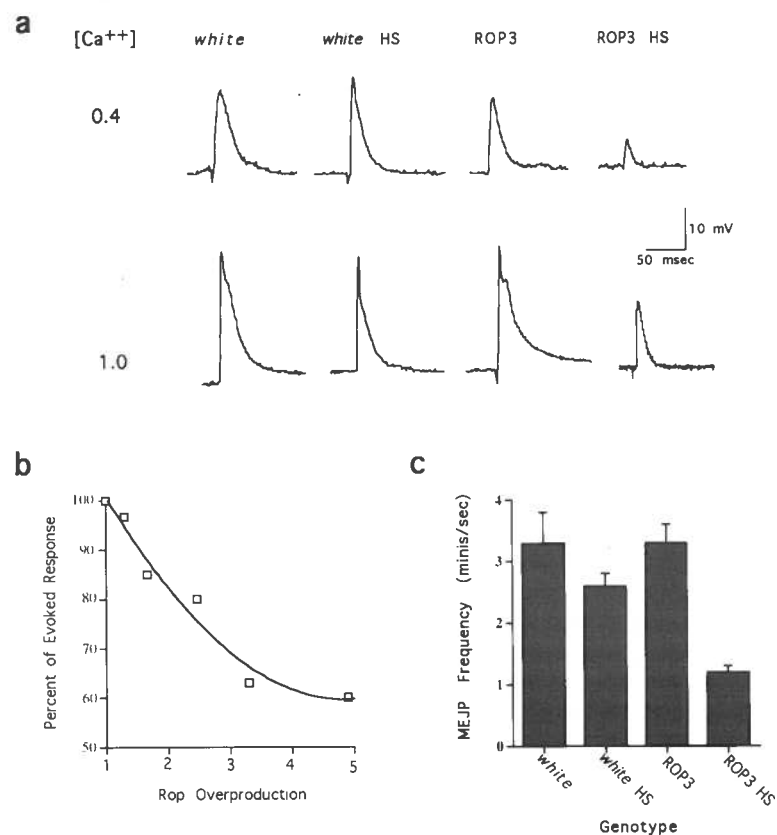 a
[Ca++] white white HS ROP3 ROP3 HS
0.4
10 mV
50 msec
1.0
b
Percent of Evoked Response
100
90
80
70
60
50
1 2 3 4 5
Rop Overproduction
c
MEJP Frequency (minis/sec)
4
3
2
1
0
white
white HS
ROP3
ROP3 HS
Genotype